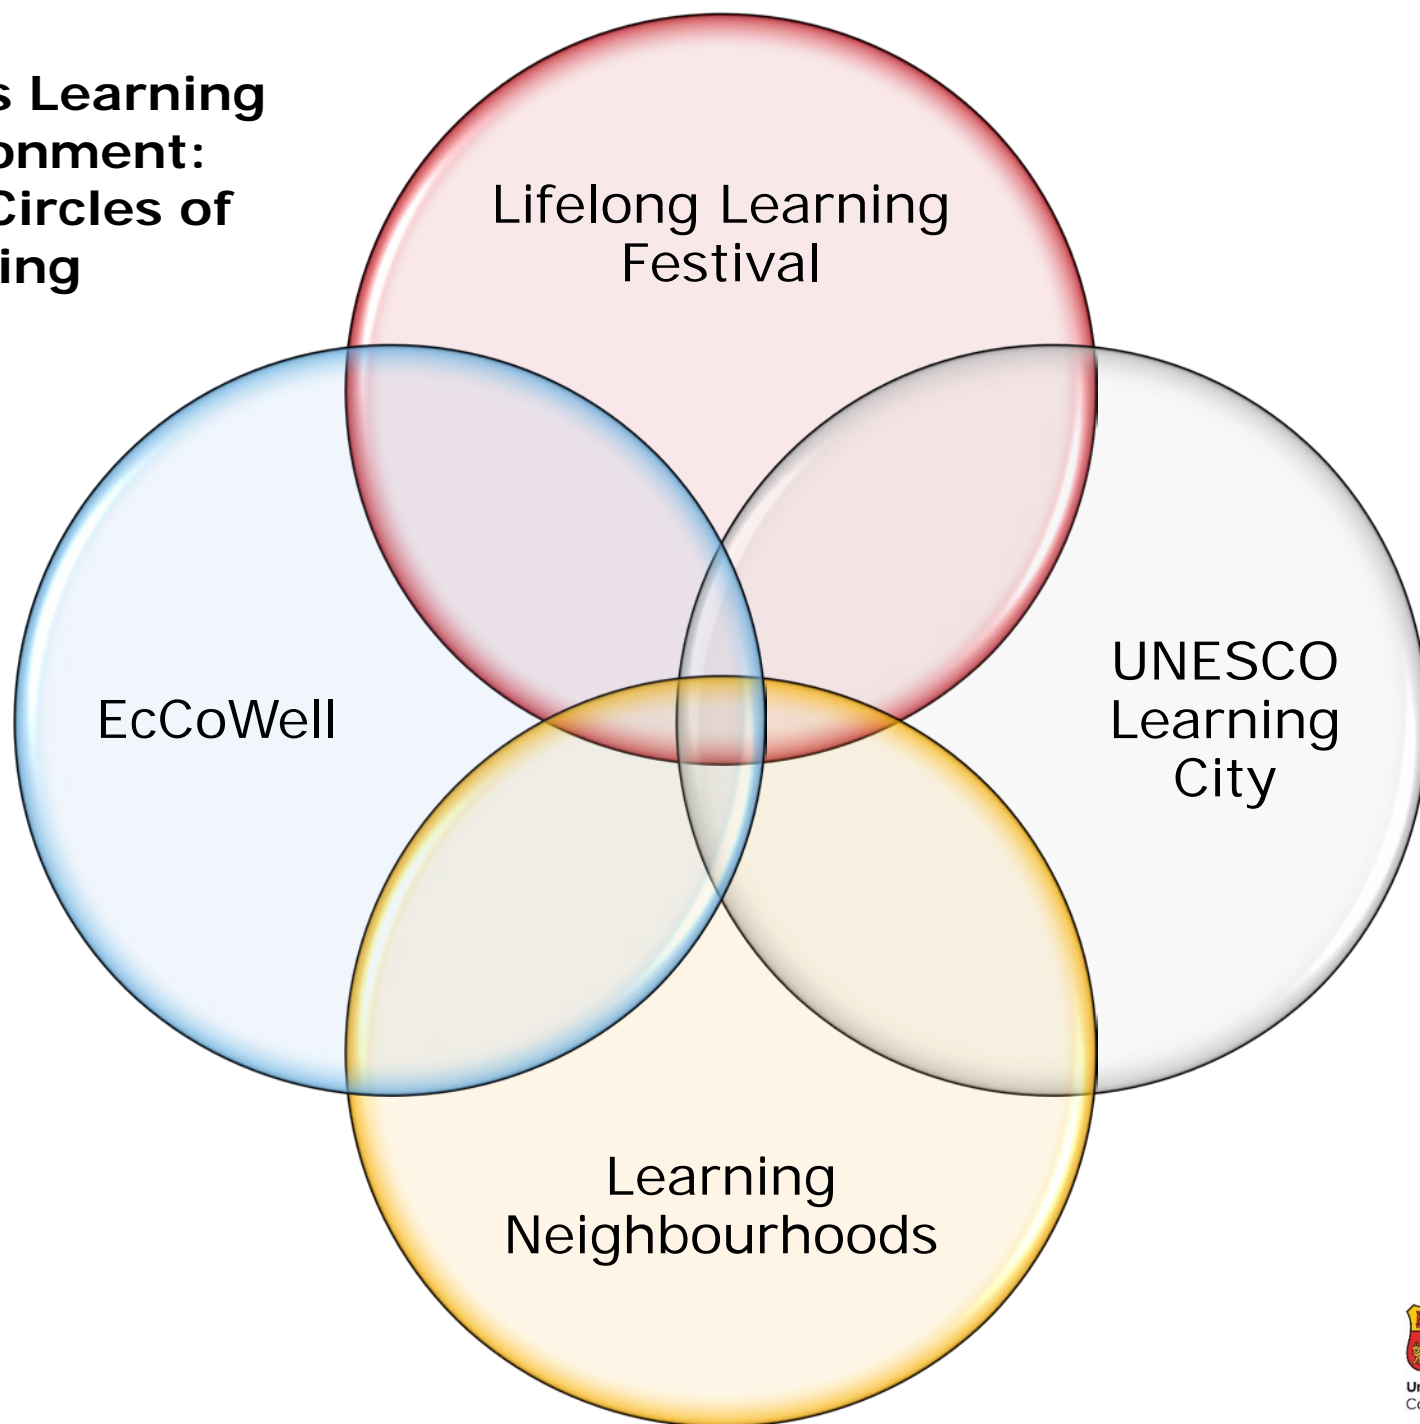 s Learning
onment:
Circles of
ing
Lifelong Learning
Festival
EcCoWell
UNESCO
Learning
City
Learning
Neighbourhoods